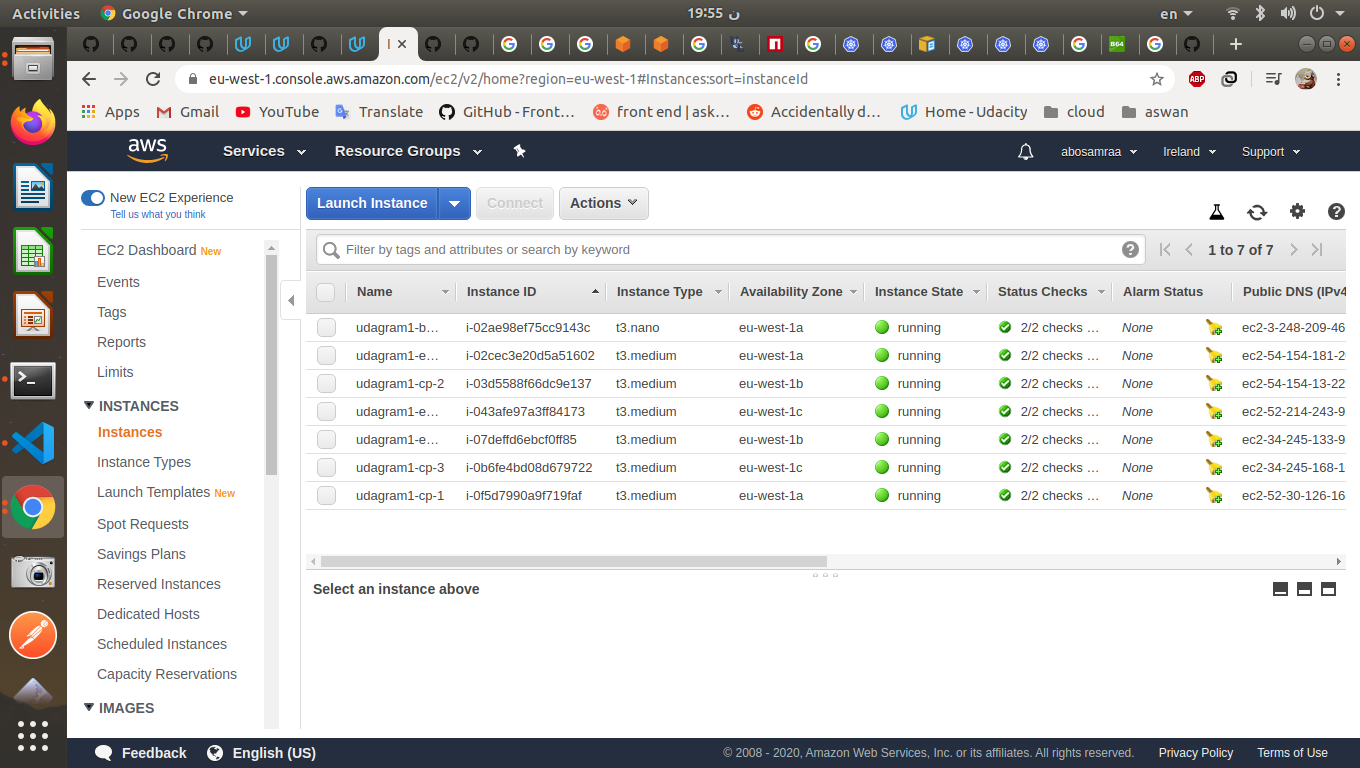 Activities Google Chrome 19:55 ن en
I
B64
eu-west-1.console.aws.amazon.com/ec2/v2/home?region=eu-west-1#Instances:sort=instanceId ABP
Apps Gmail YouTube Translate GitHub - Front… front end | ask… Accidentally d… Home - Udacity cloud aswan
aws Services Resource Groups abosamraa Ireland Support
New EC2 Experience
Tell us what you think
EC2 Dashboard New
Events
Tags
Reports
Limits
INSTANCES
Instances
Instance Types
Launch Templates New
Spot Requests
Savings Plans
Reserved Instances
Dedicated Hosts
Scheduled Instances
Capacity Reservations
IMAGES
Launch Instance Connect Actions
Filter by tags and attributes or search by keyword 1 to 7 of 7
Name Instance ID Instance Type Availability Zone Instance State Status Checks Alarm Status Public DNS (IPv4
udagram1-b… i-02ae98ef75cc9143c t3.nano eu-west-1a running 2/2 checks … None ec2-3-248-209-46
udagram1-e… i-02cec3e20d5a51602 t3.medium eu-west-1a running 2/2 checks … None ec2-54-154-181-2
udagram1-cp-2 i-03d5588f66dc9e137 t3.medium eu-west-1b running 2/2 checks … None ec2-54-154-13-22
udagram1-e… i-043afe97a3ff84173 t3.medium eu-west-1c running 2/2 checks … None ec2-52-214-243-9
udagram1-e… i-07deffd6ebcf0ff85 t3.medium eu-west-1b running 2/2 checks … None ec2-34-245-133-9
udagram1-cp-3 i-0b6fe4bd08d679722 t3.medium eu-west-1c running 2/2 checks … None ec2-34-245-168-1
udagram1-cp-1 i-0f5d7990a9f719faf t3.medium eu-west-1a running 2/2 checks … None ec2-52-30-126-16
Select an instance above
Feedback English (US) © 2008 - 2020, Amazon Web Services, Inc. or its affiliates. All rights reserved. Privacy Policy Terms of Use